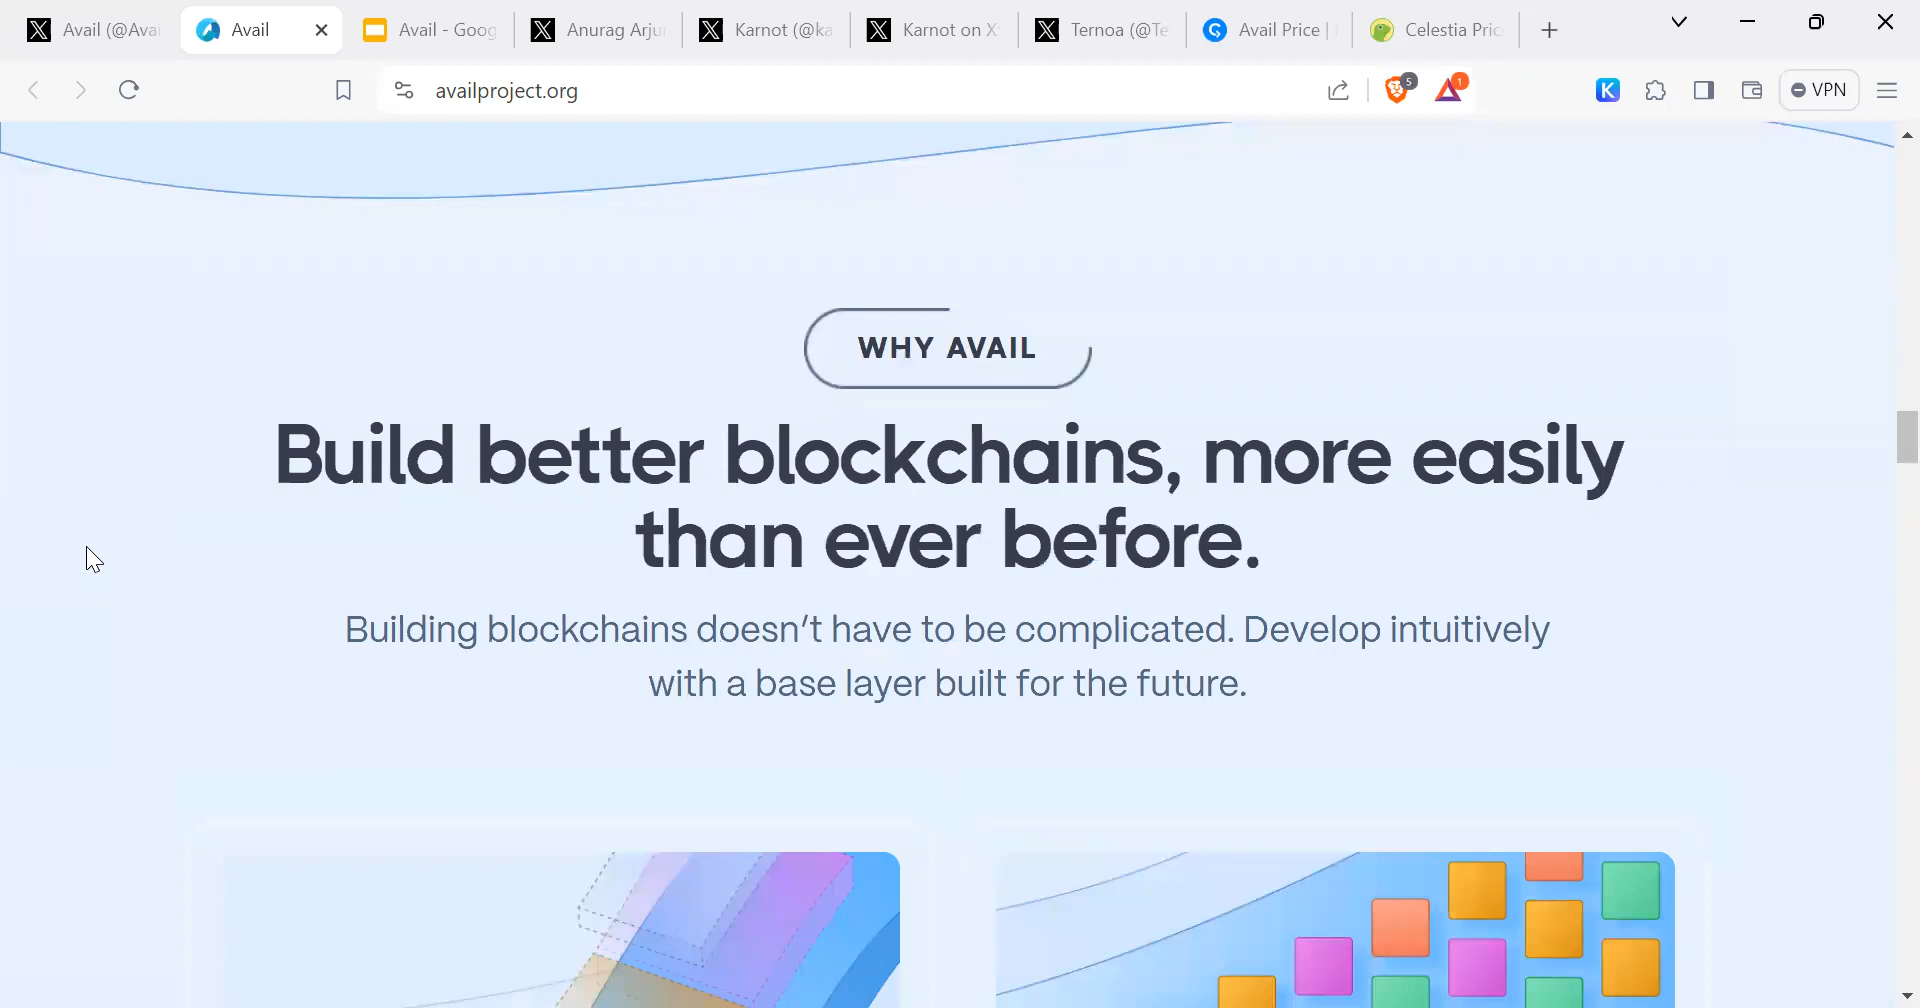 Avail (@Avai
Avail
Avail - Goog
Anurag Arju
Karnot (@ka
Karnot on X
Ternoa (@Te
Avail Price |
Celestia Pric
availproject.org
5
1
K
VPN
WHY AVAIL
Build better blockchains, more easily
than ever before.
Building blockchains doesn't have to be complicated. Develop intuitively
with a base layer built for the future.